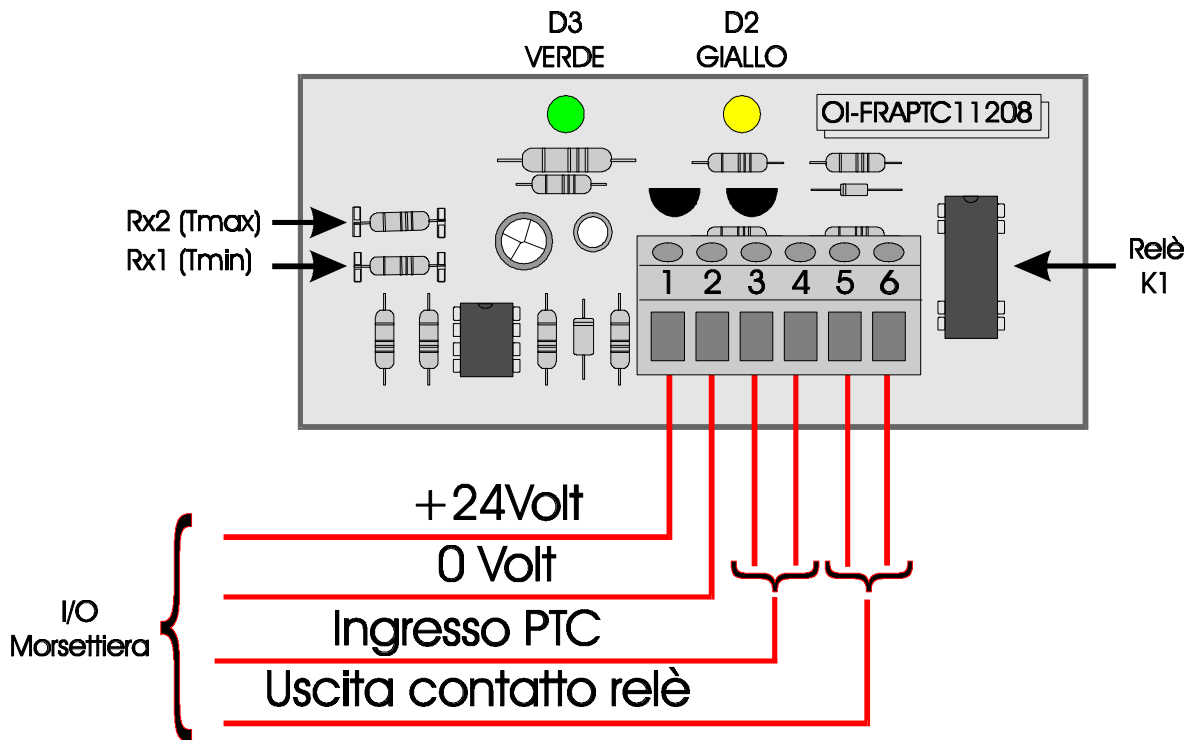 D3
VERDE
D2
GIALLO
OI-FRAPTC11208
Rx2 (Tmax)
Rx1 (Tmin)
Relè
K1
1 2 3 4 5 6
+24Volt
0 Volt
Ingresso PTC
Uscita contatto relè
I/O
Morsettiera